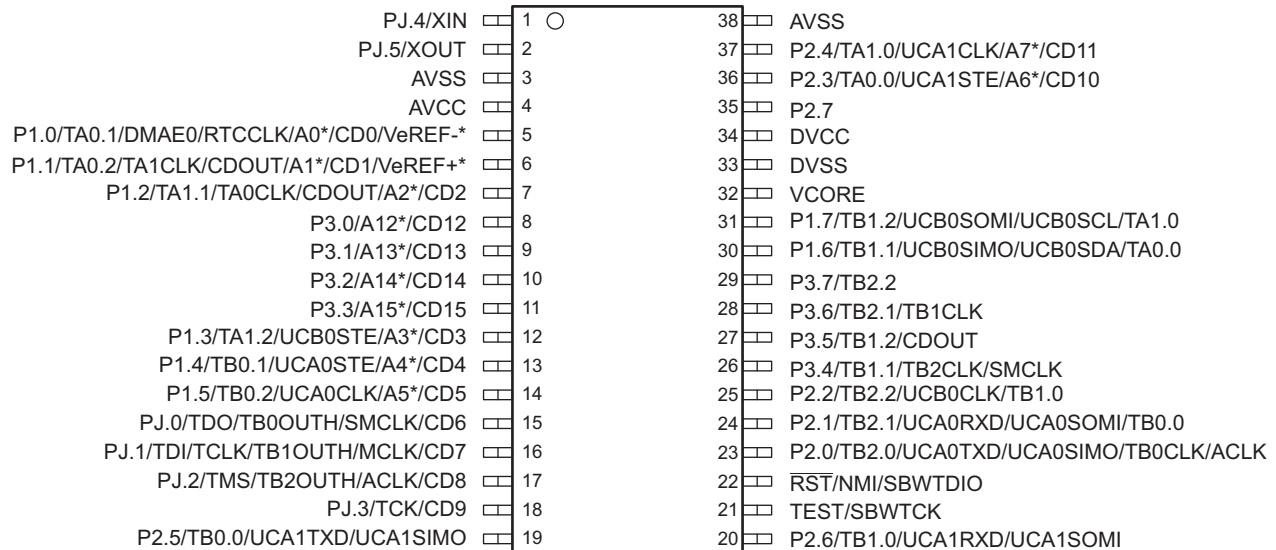 PJ.4/XIN 1 38 AVSS
PJ.5/XOUT 2 37 P2.4/TA1.0/UCA1CLK/A7*/CD11
AVSS 3 36 P2.3/TA0.0/UCA1STE/A6*/CD10
AVCC 4 35 P2.7
P1.0/TA0.1/DMAE0/RTCCLK/A0*/CD0/VeREF-* 5 34 DVCC
P1.1/TA0.2/TA1CLK/CDOUT/A1*/CD1/VeREF+* 6 33 DVSS
P1.2/TA1.1/TA0CLK/CDOUT/A2*/CD2 7 32 VCORE
P3.0/A12*/CD12 8 31 P1.7/TB1.2/UCB0SOMI/UCB0SCL/TA1.0
P3.1/A13*/CD13 9 30 P1.6/TB1.1/UCB0SIMO/UCB0SDA/TA0.0
P3.2/A14*/CD14 10 29 P3.7/TB2.2
P3.3/A15*/CD15 11 28 P3.6/TB2.1/TB1CLK
P1.3/TA1.2/UCB0STE/A3*/CD3 12 27 P3.5/TB1.2/CDOUT
P1.4/TB0.1/UCA0STE/A4*/CD4 13 26 P3.4/TB1.1/TB2CLK/SMCLK
P1.5/TB0.2/UCA0CLK/A5*/CD5 14 25 P2.2/TB2.2/UCB0CLK/TB1.0
PJ.0/TDO/TB0OUTH/SMCLK/CD6 15 24 P2.1/TB2.1/UCA0RXD/UCA0SOMI/TB0.0
PJ.1/TDI/TCLK/TB1OUTH/MCLK/CD7 16 23 P2.0/TB2.0/UCA0TXD/UCA0SIMO/TB0CLK/ACLK
PJ.2/TMS/TB2OUTH/ACLK/CD8 17 22 RST/NMI/SBWTDIO
PJ.3/TCK/CD9 18 21 TEST/SBWTCK
P2.5/TB0.0/UCA1TXD/UCA1SIMO 19 20 P2.6/TB1.0/UCA1RXD/UCA1SOMI